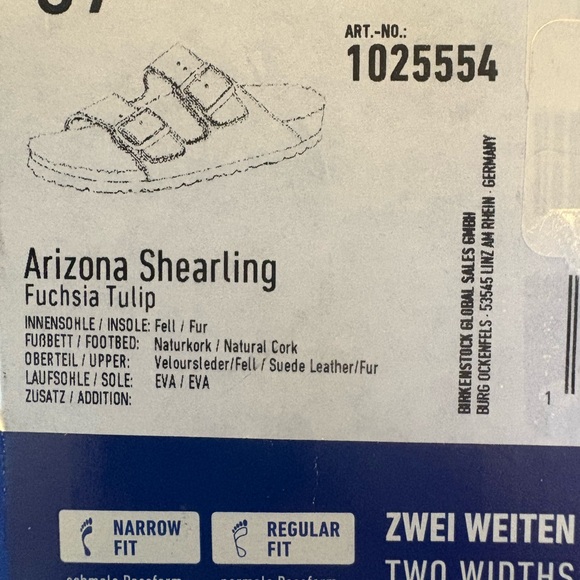 ART.-NO.:
1025554
Arizona Shearling
Fuchsia Tulip
INNENSOHLE / INSOLE: Fell / Fur
FUßBETT / FOOTBED: Naturkork / Natural Cork
OBERTEIL / UPPER: Veloursleder/Fell / Suede Leather/Fur
LAUFSOHLE / SOLE: EVA / EVA
ZUSATZ / ADDITION:
BIRKENSTOCK GLOBAL SALES GMBH
BURG OCKENFELS · 53545 LINZ AM RHEIN · GERMANY
1
NARROW
FIT
REGULAR
FIT
ZWEI WEITEN
TWO WIDTHS